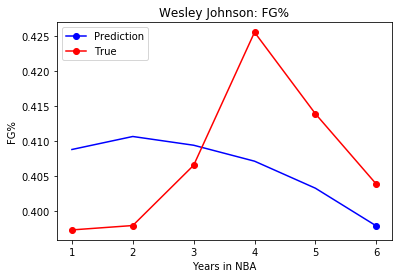 Wesley Johnson: FG%
Prediction
True
FG%
0.425
0.420
0.415
0.410
0.405
0.400
1 2 3 4 5 6
Years in NBA